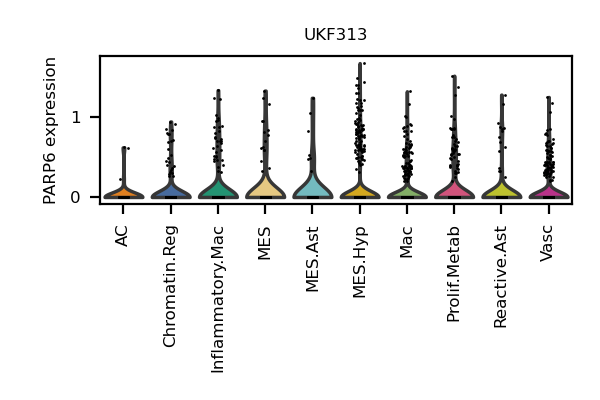 UKF313
PARP6 expression
1
0
AC
Chromatin.Reg
Inflammatory.Mac
MES
MES.Ast
MES.Hyp
Mac
Prolif.Metab
Reactive.Ast
Vasc